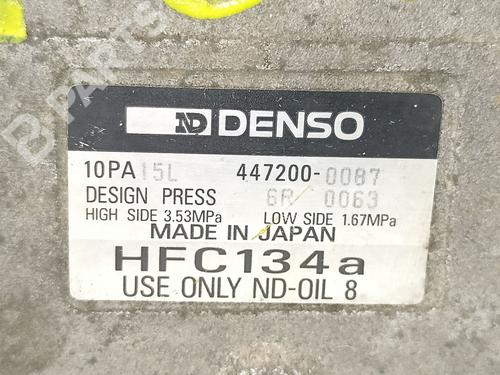 ND DENSO
10PA15L 447200-0087
DESIGN PRESS 6R 0063
HIGH SIDE 3.53MPa LOW SIDE 1.67MPa
MADE IN JAPAN
HFC134a
USE ONLY ND-OIL 8
B-PARTS